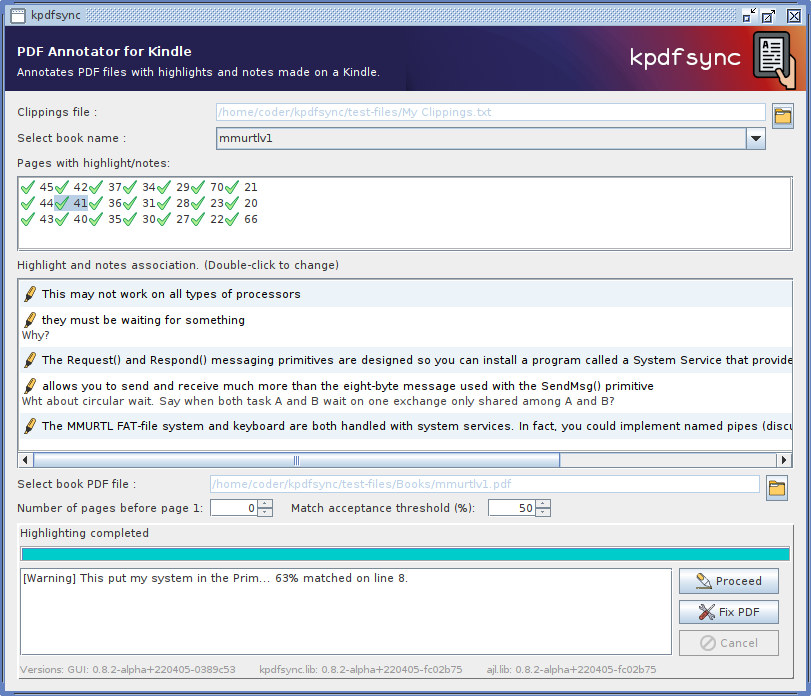 kpdfsync
PDF Annotator for Kindle
Annotates PDF files with highlights and notes made on a Kindle.
kpdfsync
Clippings file :
/home/coder/kpdfsync/test-files/My Clippings.txt
Select book name :
mmurtlv1
Pages with highlight/notes:
45 42 37 34 29 70 21
44 41 36 31 28 23 20
43 40 35 30 27 22 66
Highlight and notes association. (Double-click to change)
This may not work on all types of processors
they must be waiting for something
Why?
The Request() and Respond() messaging primitives are designed so you can install a program called a System Service that provide
allows you to send and receive much more than the eight-byte message used with the SendMsg() primitive
Wht about circular wait. Say when both task A and B wait on one exchange only shared among A and B?
The MMURTL FAT-file system and keyboard are both handled with system services. In fact, you could implement named pipes (discu
Select book PDF file :
/home/coder/kpdfsync/test-files/Books/mmurtlv1.pdf
Number of pages before page 1: 0 Match acceptance threshold (%): 50
Highlighting completed
[Warning] This put my system in the Prim... 63% matched on line 8.
Proceed
Fix PDF
Cancel
Versions: GUI: 0.8.2-alpha+220405-0389c53 kpdfsync.lib: 0.8.2-alpha+220405-fc02b75 ajl.lib: 0.8.2-alpha+220405-fc02b75